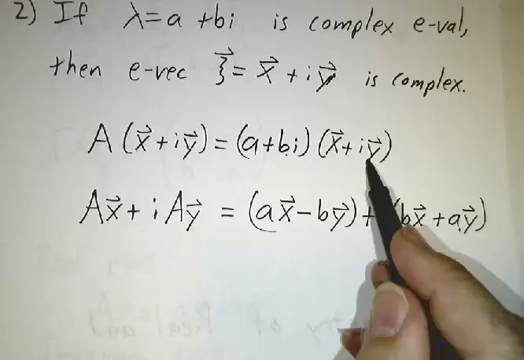 2) If λ=a+bi is complex e-val,
then e-vec ξ⃗ = x⃗ + iy⃗ is complex.
A(x⃗+iy⃗) = (a+bi)(x⃗+iy⃗)
Ax⃗ + iAy⃗ = (ax⃗-by⃗) + (bx⃗+ay⃗)